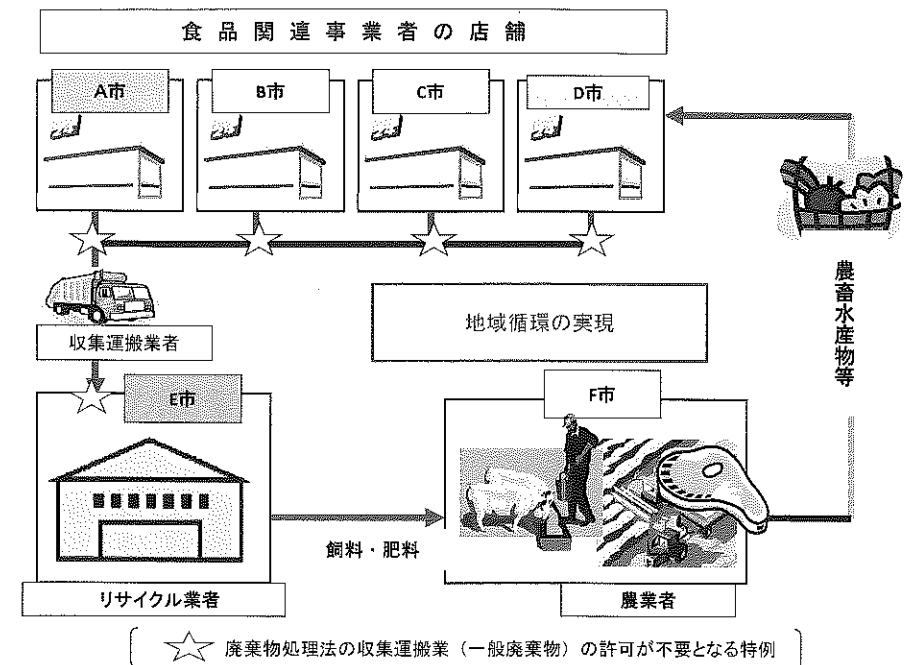 食品関連事業者の店舗
A市
B市
C市
D市
収集運搬業者
地域循環の実現
農畜水産物等
E市
F市
飼料・肥料
リサイクル業者
農業者
廃棄物処理法の収集運搬業(一般廃棄物)の許可が不要となる特例